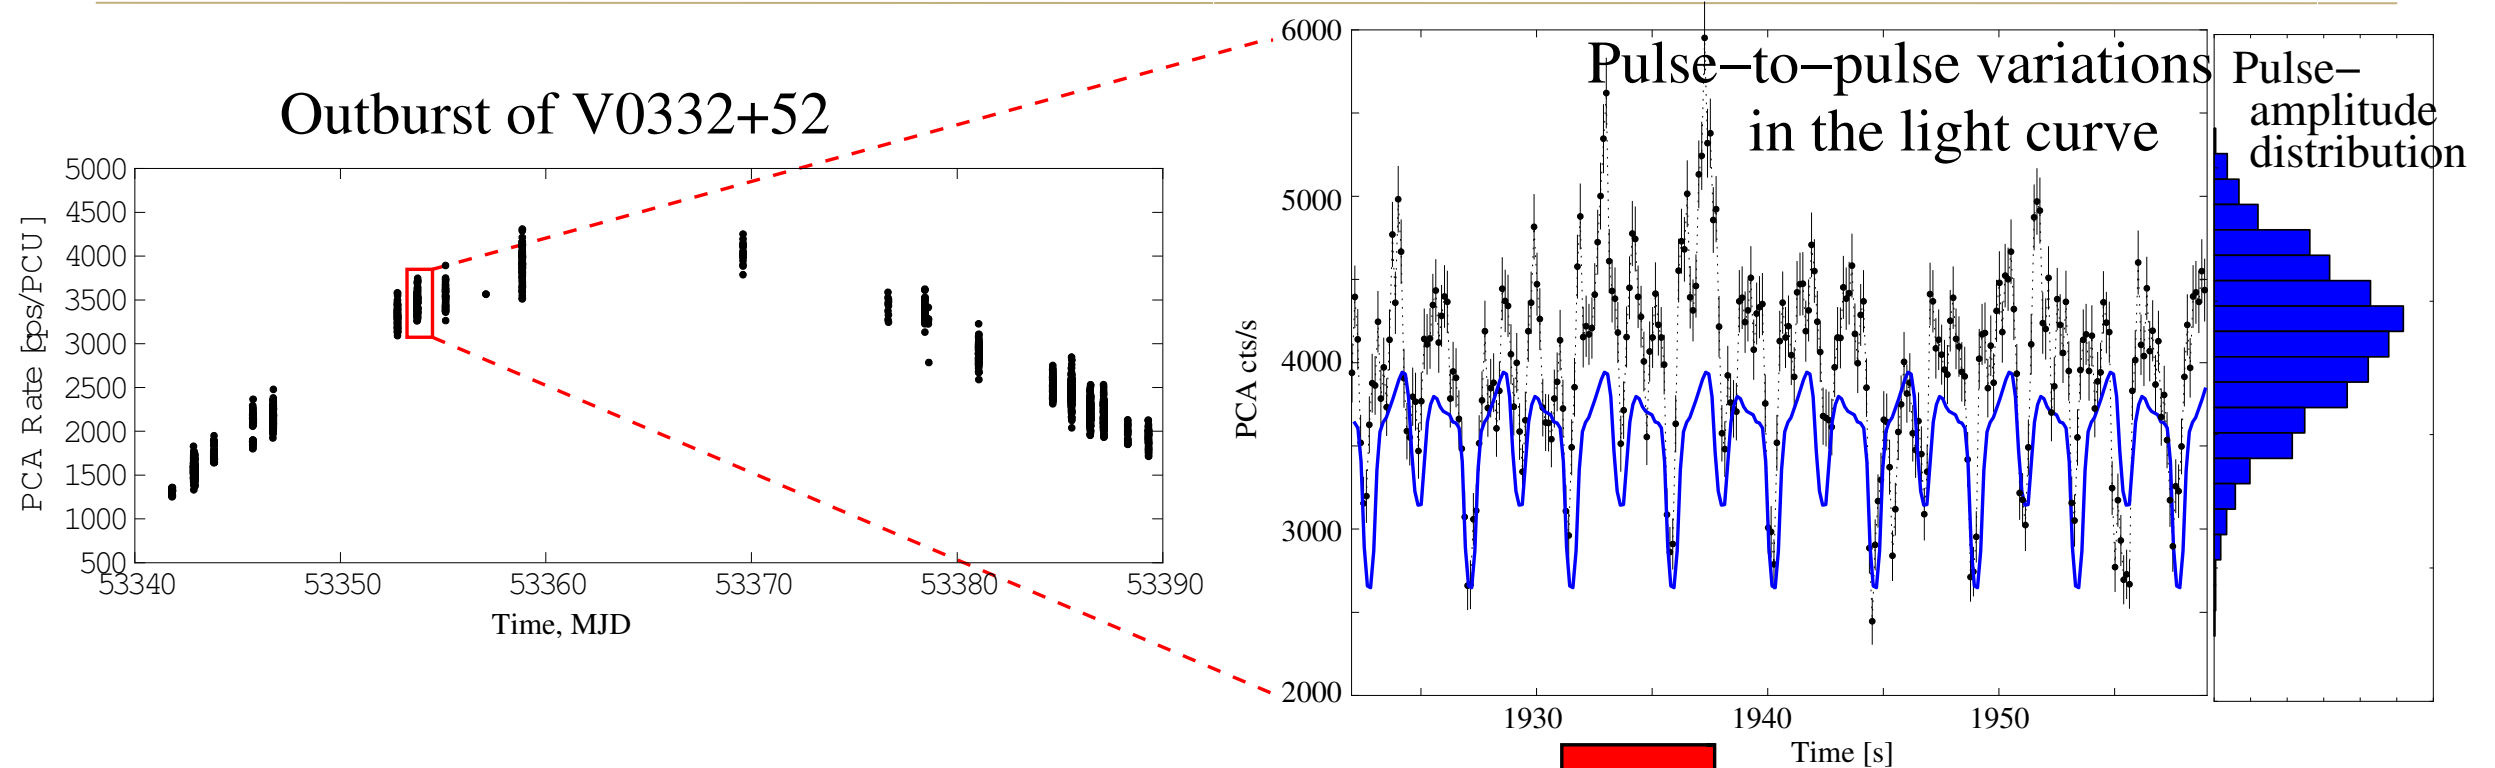 Outburst of V0332+52
5000
4500
4000
3500
3000
2500
2000
1500
1000
500
PCA Rate [cps/PCU]
53340
53350
53360
53370
53380
53390
Time, MJD
Pulse–to–pulse variations
in the light curve
6000
5000
4000
3000
2000
PCA cts/s
1930
1940
1950
Time [s]
Pulse–
amplitude
distribution